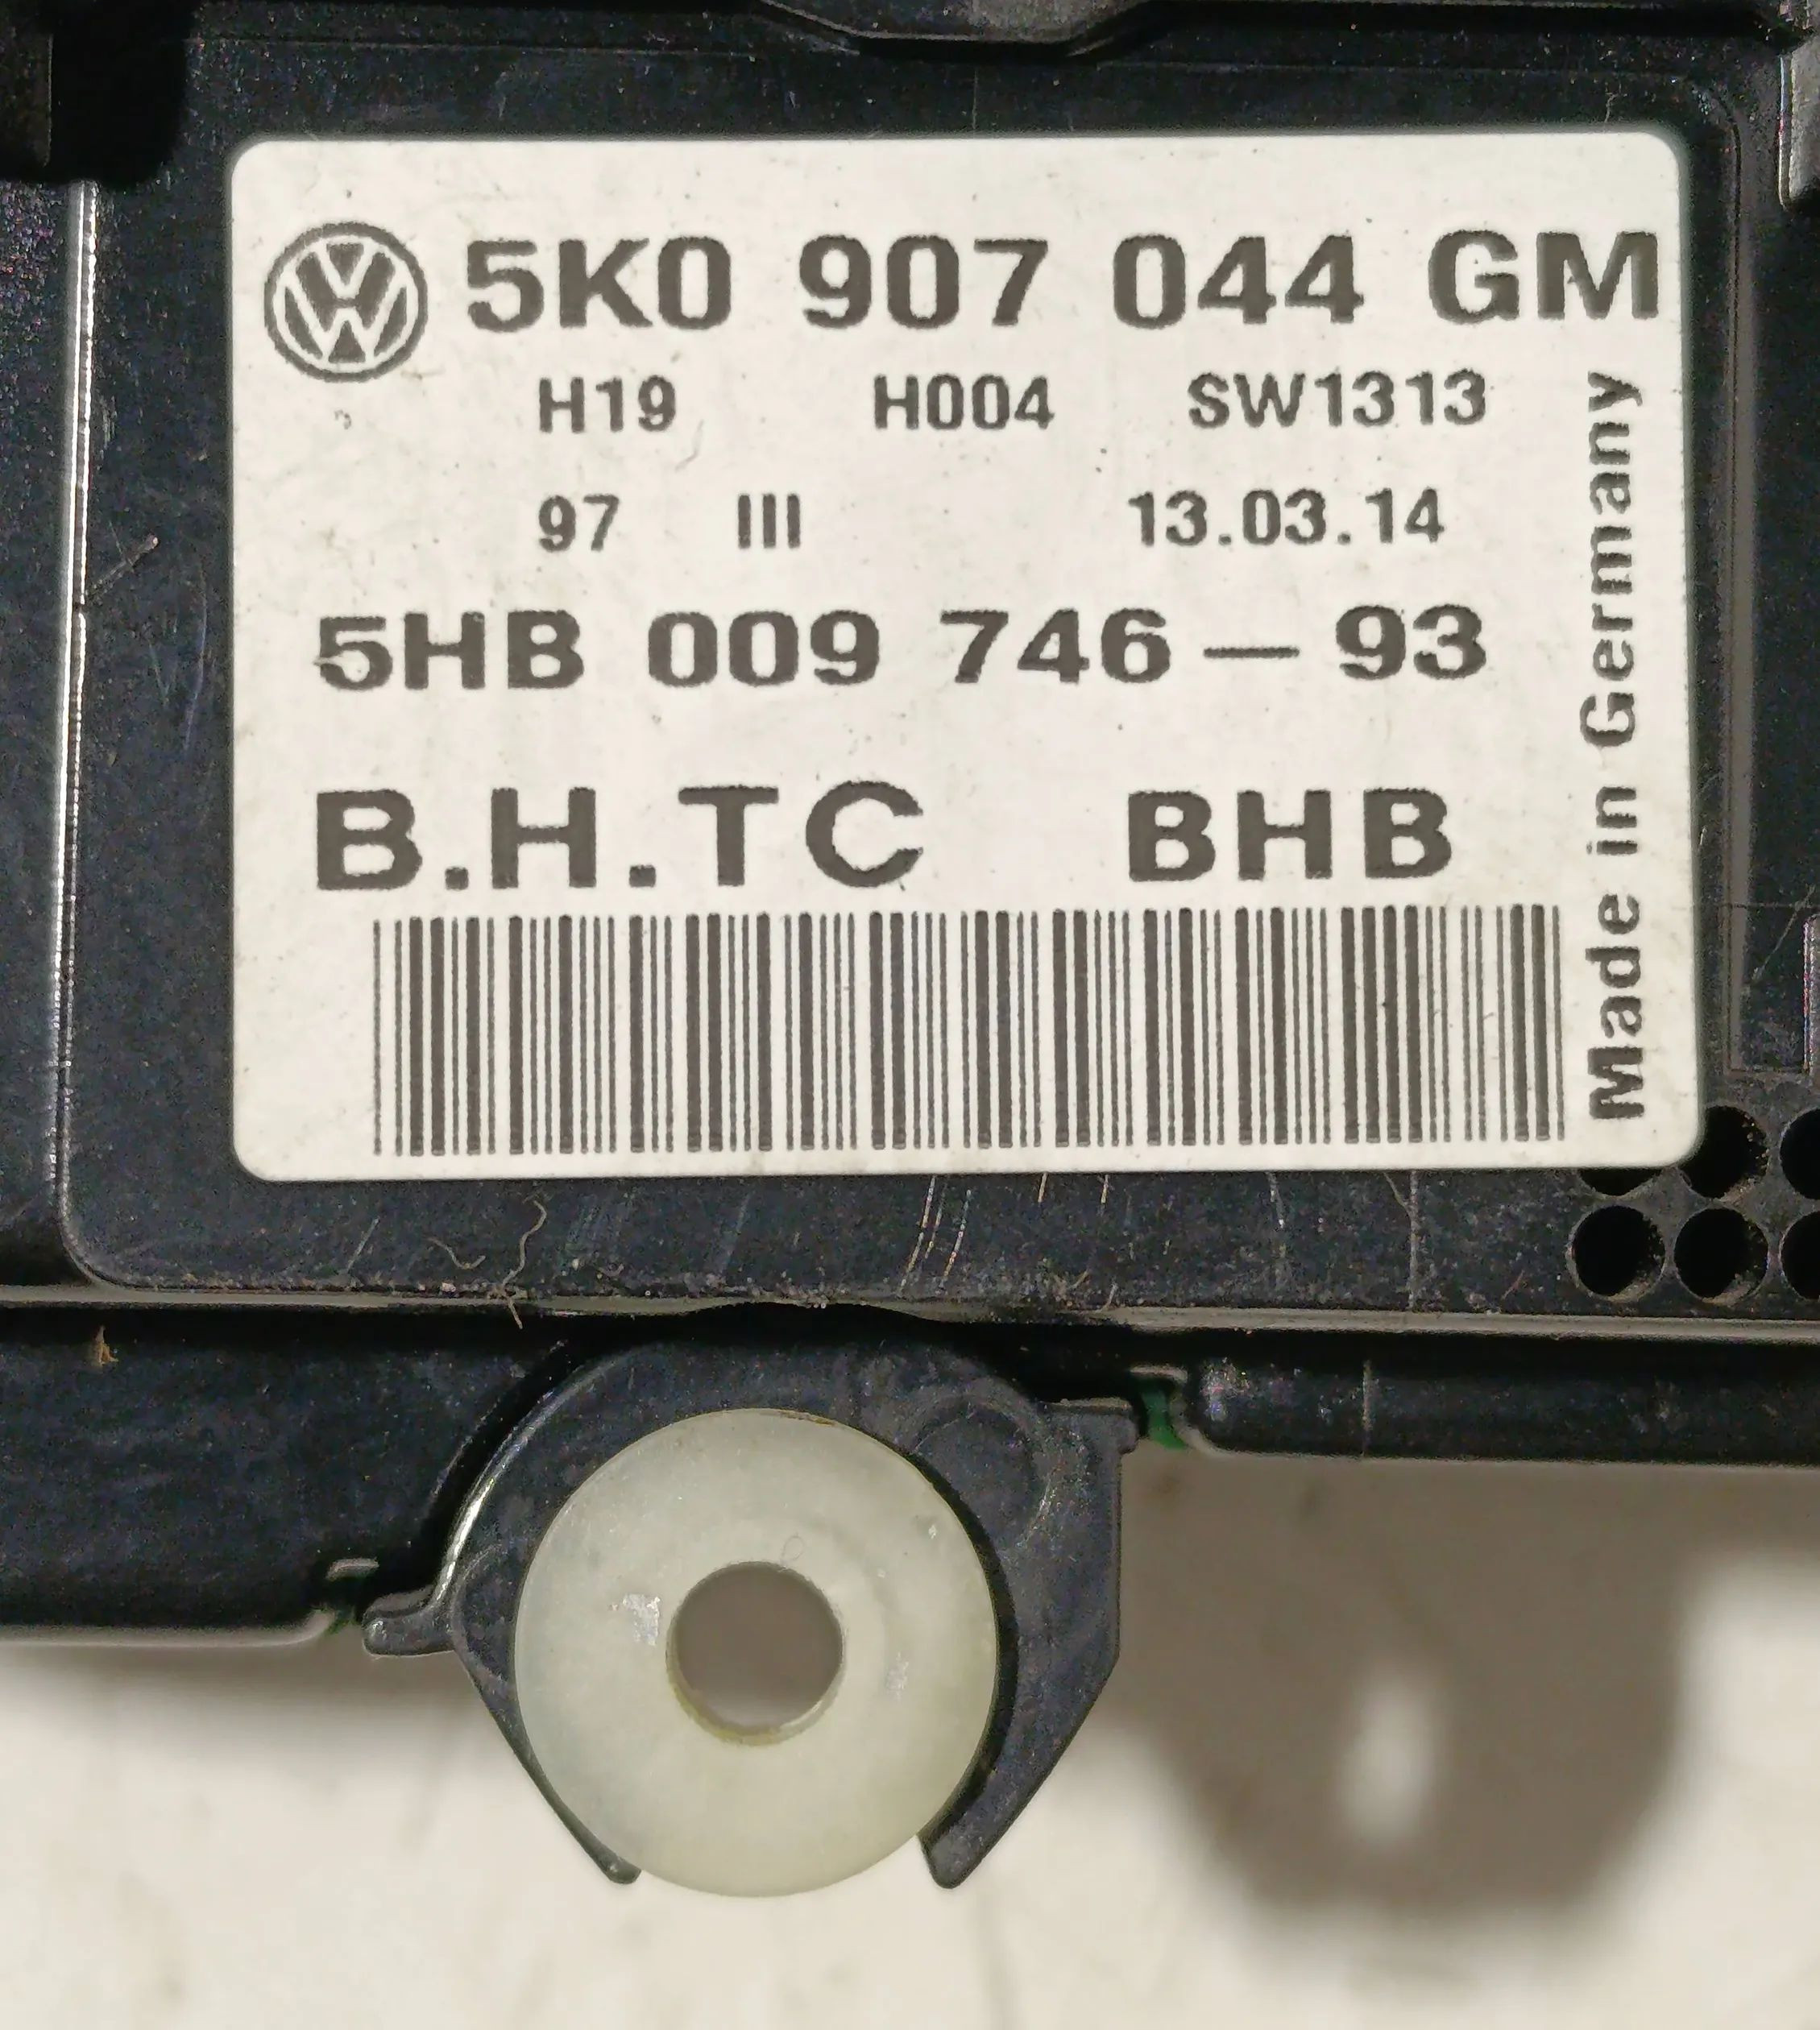 5K0 907 044 GM
H19 H004 SW1313
97 III 13.03.14
5HB 009 746 – 93
B.H.TC BHB
Made in Germany